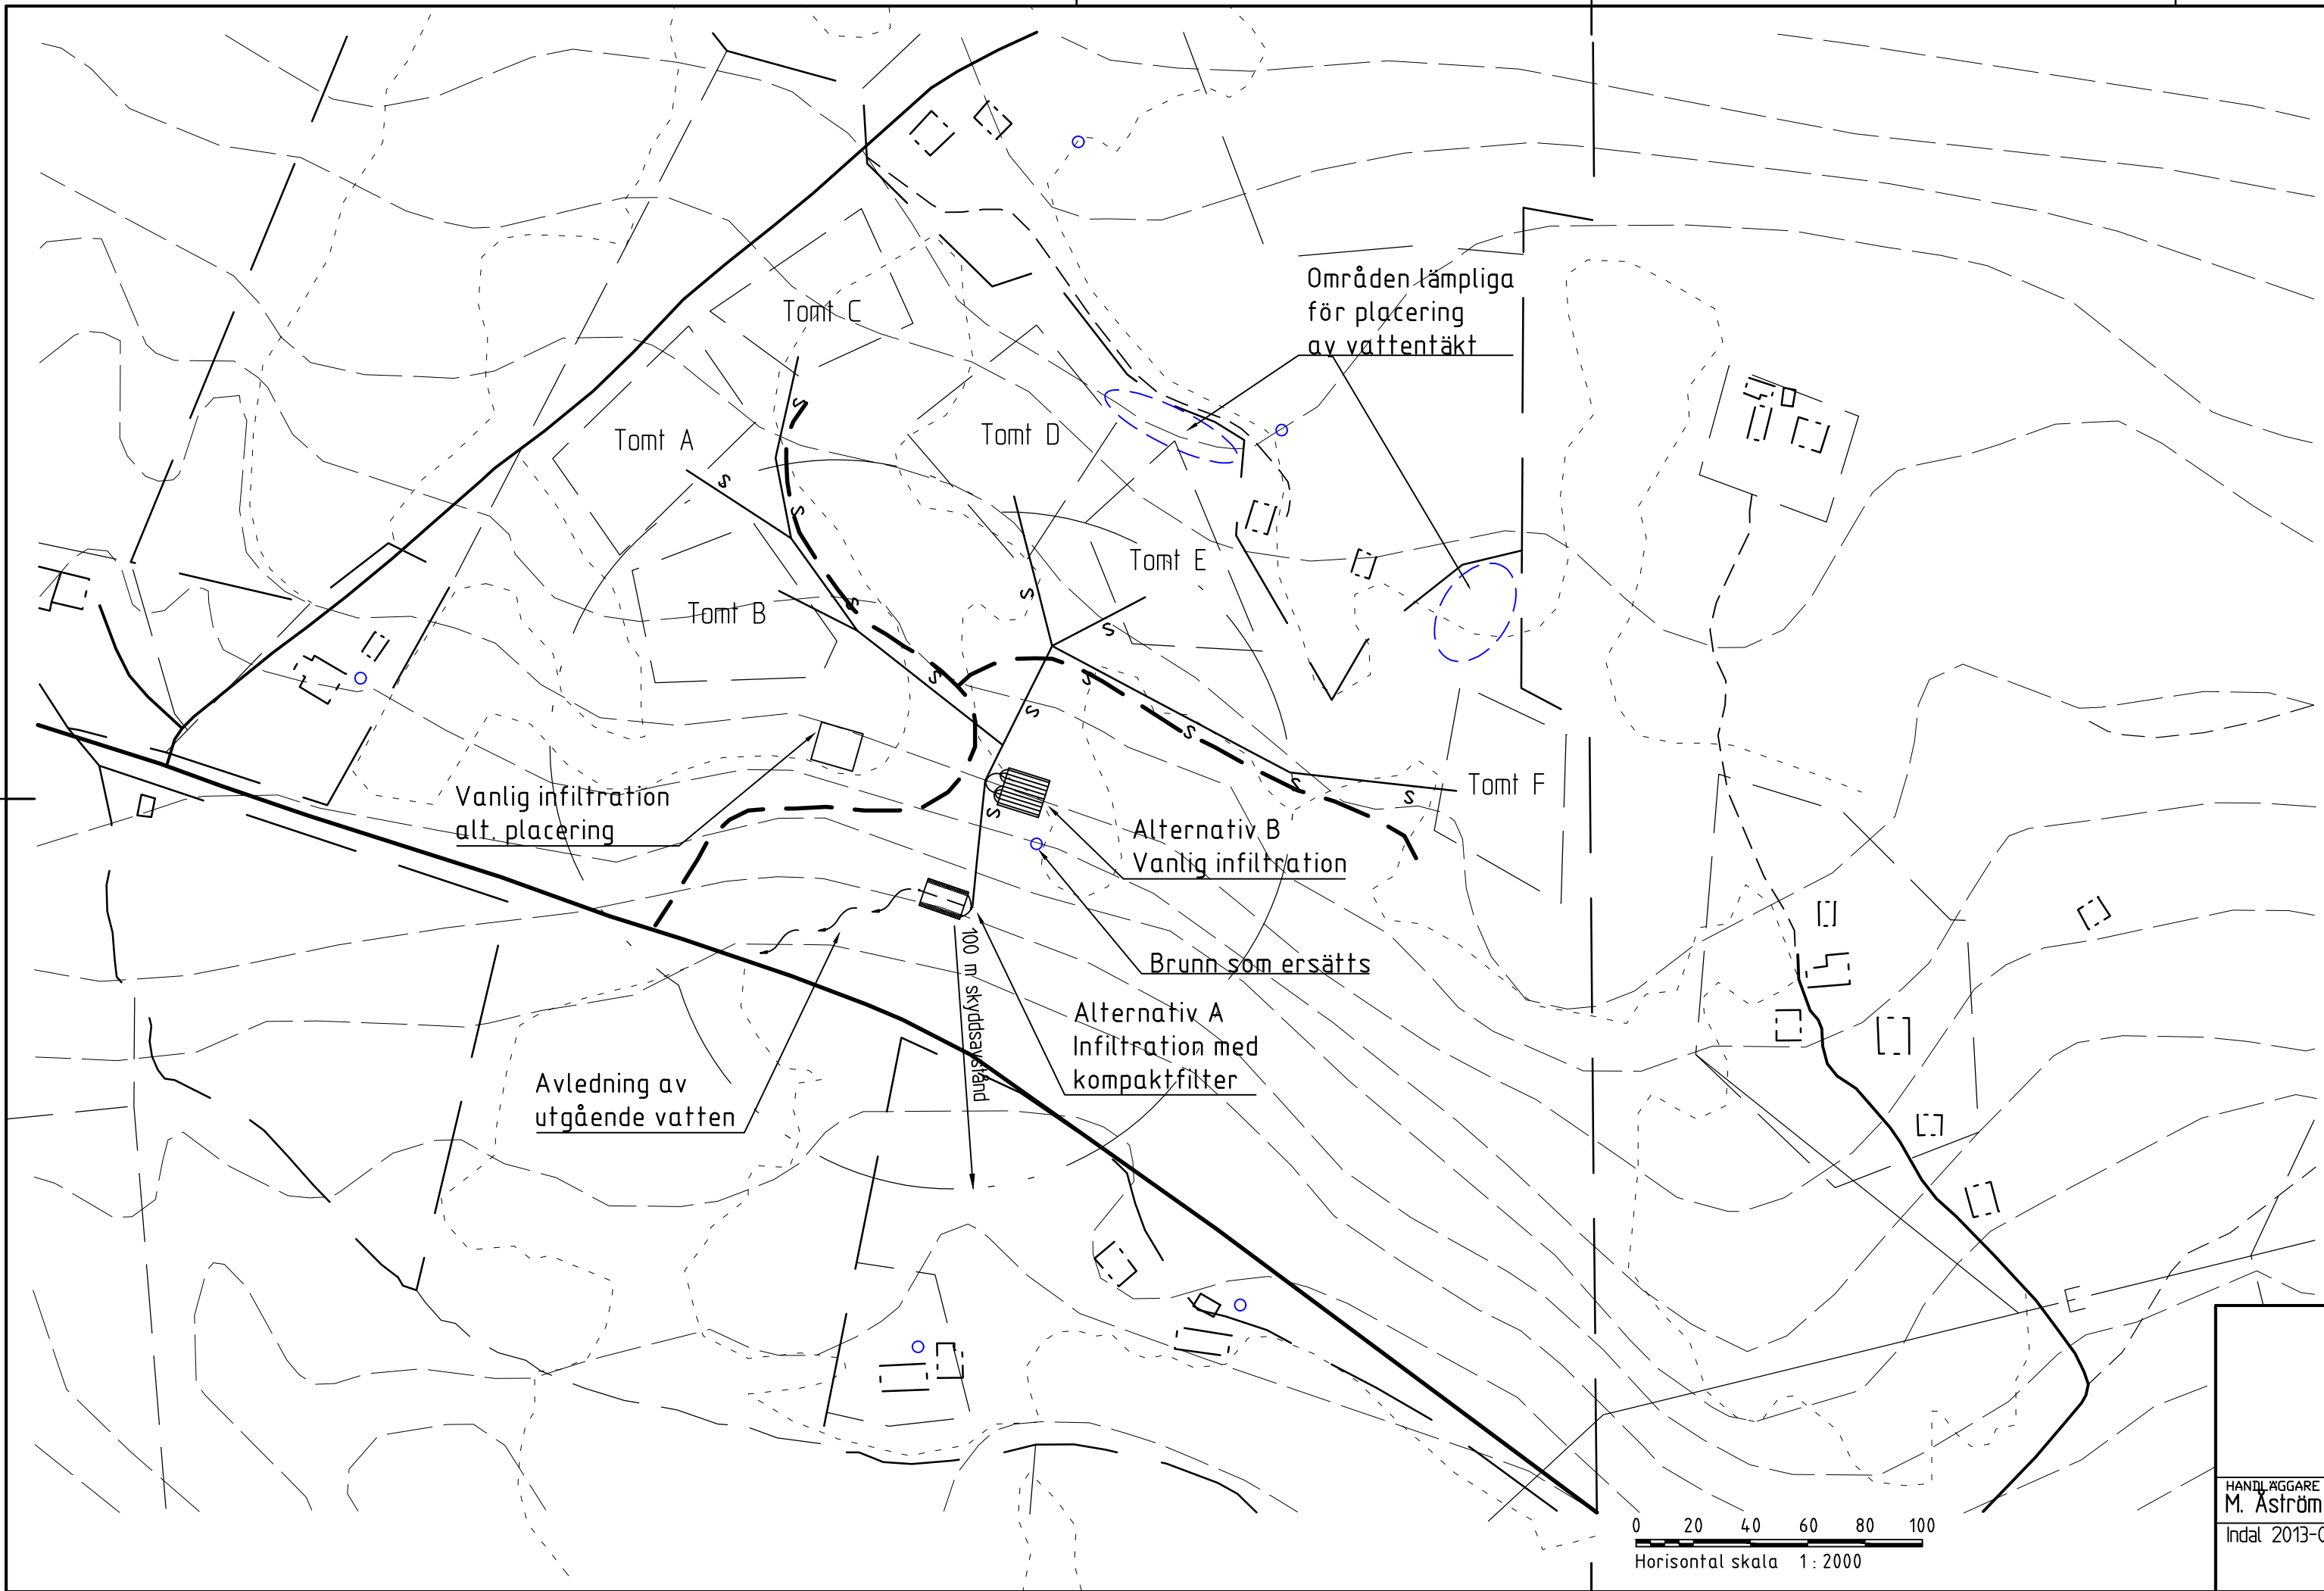 Områden lämpliga
för placering
av vattentäkt
Tomt C
Tomt A
Tomt D
Tomt E
Tomt B
Tomt F
Vanlig infiltration
alt. placering
Alternativ B
Vanlig infiltration
Brunn som ersätts
100 m skyddsavstånd
Alternativ A
Infiltration med
kompaktfilter
Avledning av
utgående vatten
S
S
S
S
S
S
S
S
S
S
S
S
S
0 20 40 60 80 100
Horisontal skala 1:2000
HANDLÄGGARE
M. Åström
Indal 2013-0